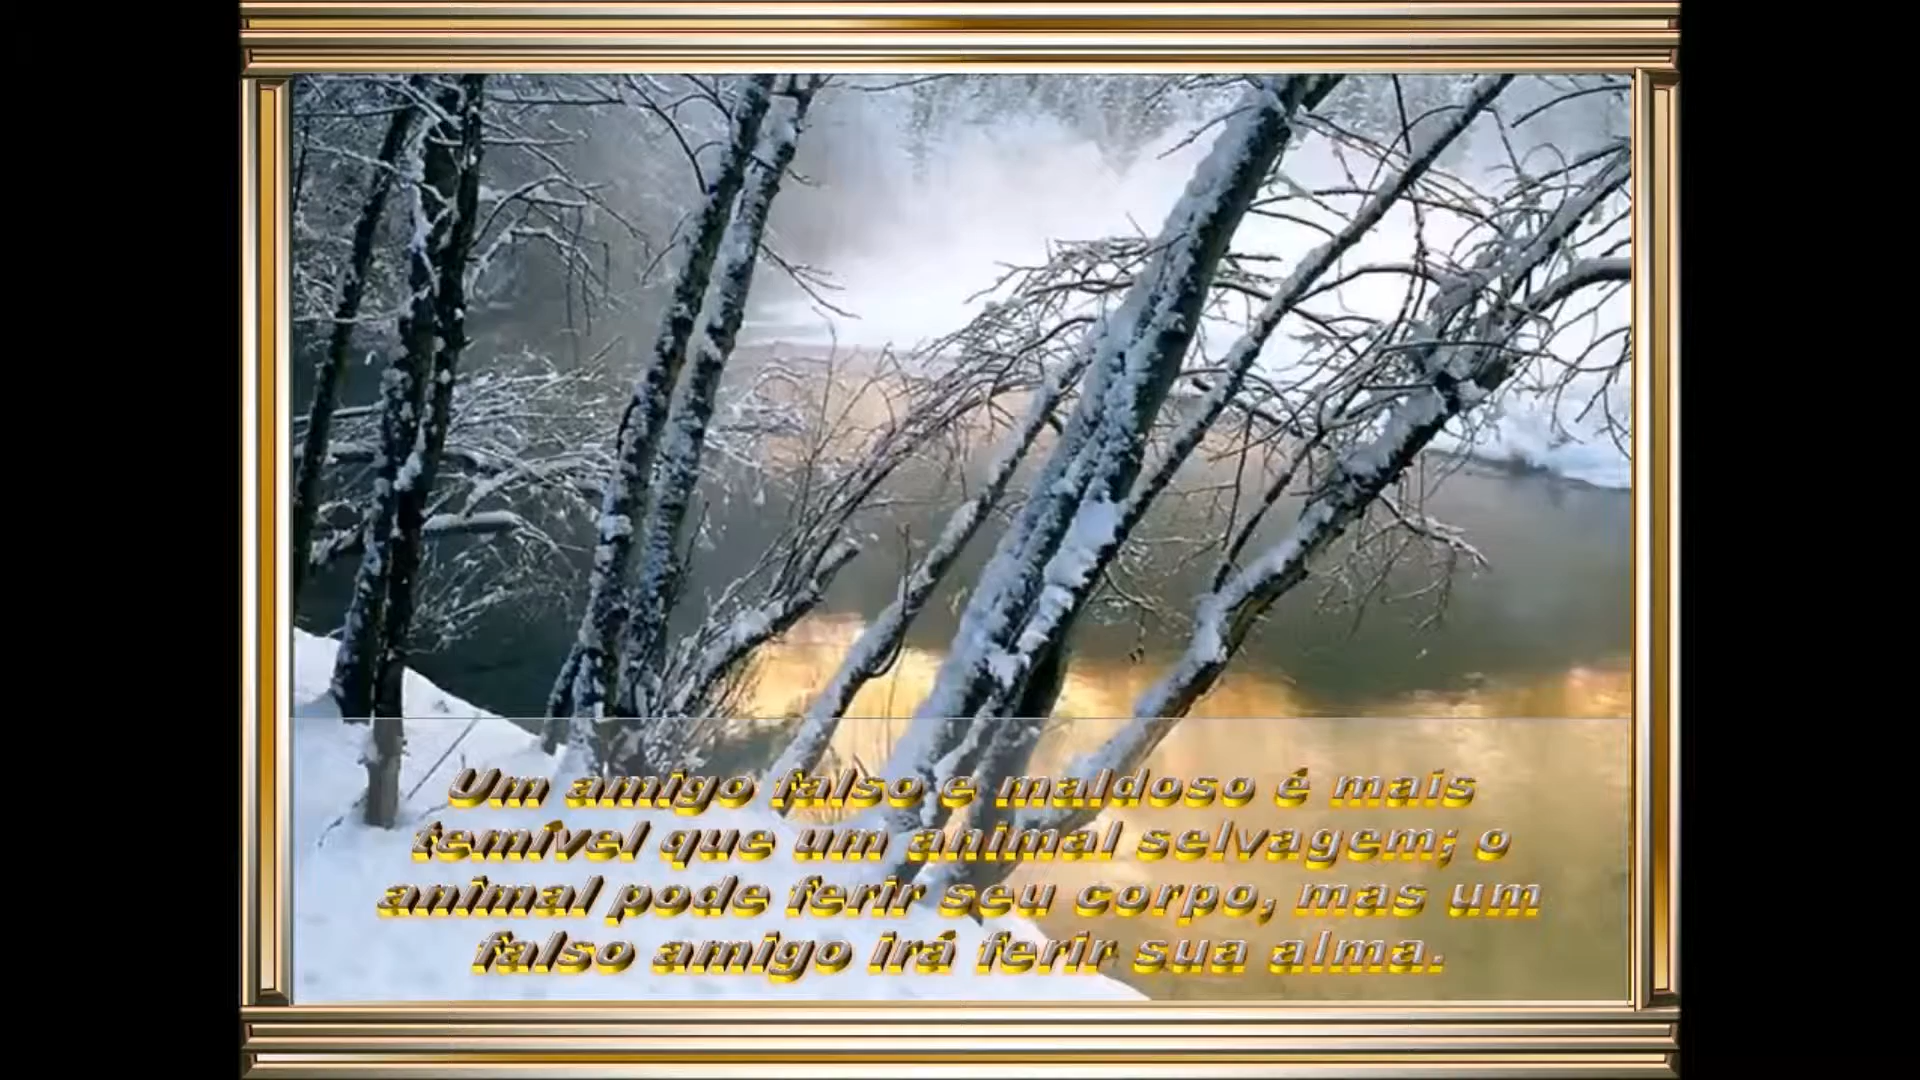 Um amigo falso e maldoso é mais
temível que um animal selvagem; o
animal pode ferir seu corpo, mas um
falso amigo irá ferir sua alma.